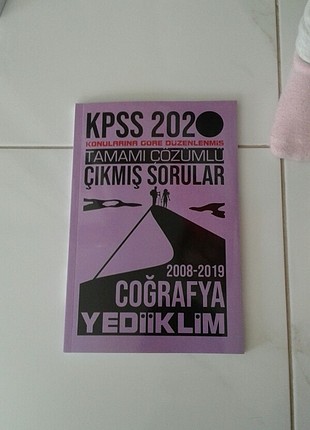 KPSS 2020
KONULARINA GÖRE DÜZENLENMİŞ
TAMAMI ÇÖZÜMLÜ
ÇIKMIŞ SORULAR
2008-2019
COĞRAFYA
YEDİİKLİM